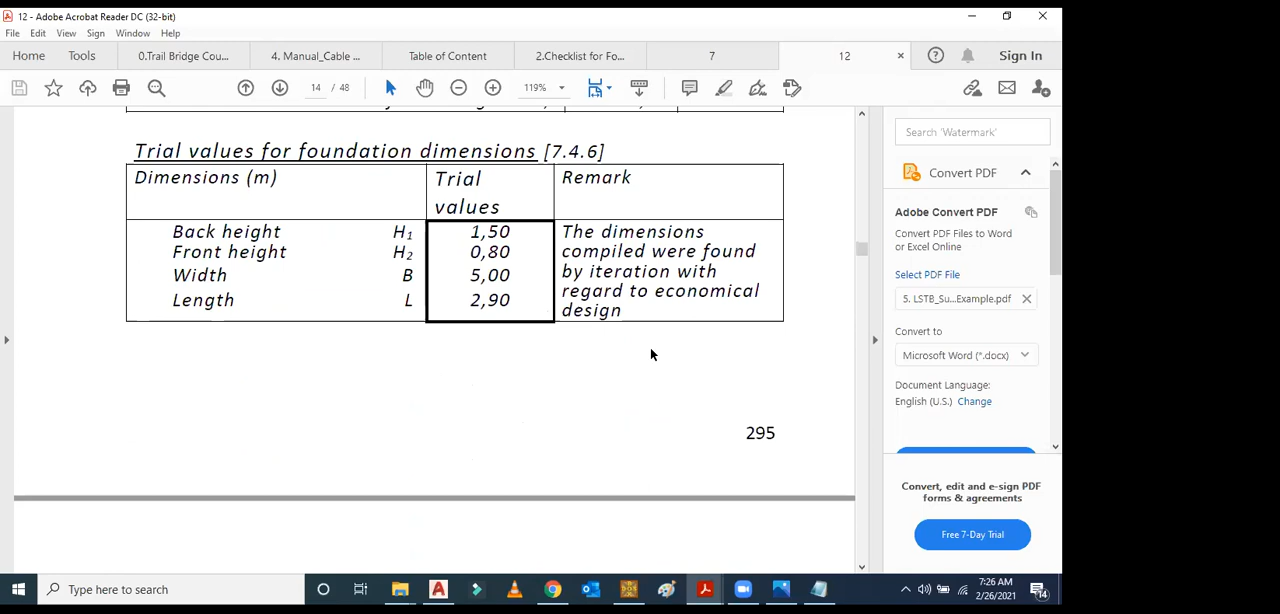 12 - Adobe Acrobat Reader DC (32-bit)
File Edit View Sign Window Help
Home Tools 0.Trail Bridge Cou... 4. Manual_Cable ... Table of Content 2.Checklist for Fo... 7 12 Sign In
14 / 48 119%
Trial values for foundation dimensions [7.4.6]
Dimensions (m) Trial values Remark
Back height H₁ 1,50 The dimensions
Front height H₂ 0,80 compiled were found
Width B 5,00 by iteration with
Length L 2,90 regard to economical
design
295
Search 'Watermark'
Convert PDF
Adobe Convert PDF
Convert PDF Files to Word
or Excel Online
Select PDF File
5. LSTB_Su...Example.pdf
Convert to
Microsoft Word (*.docx)
Document Language:
English (U.S.) Change
Convert, edit and e-sign PDF
forms & agreements
Free 7-Day Trial
Type here to search
7:26 AM
2/26/2021
14